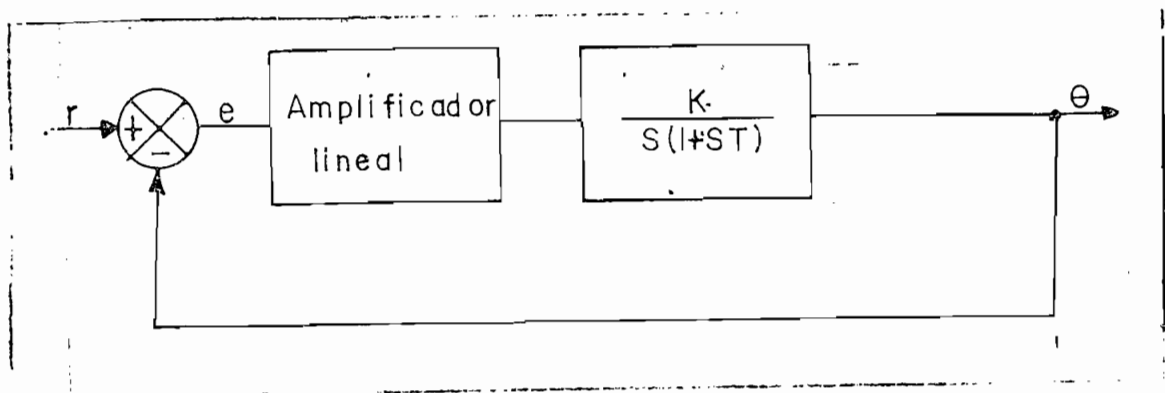 r
+
-
e
Amplificador
lineal
K
S(1+ST)
θ